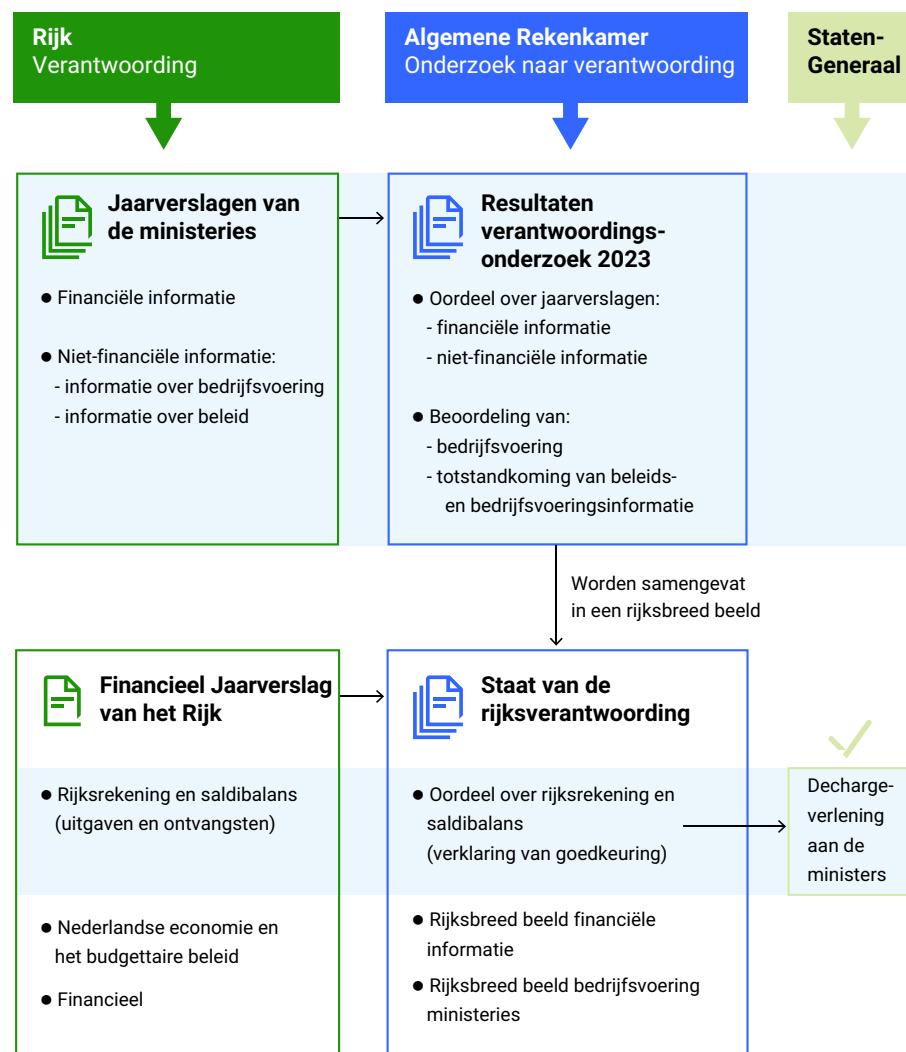 Rijk
Verantwoording
Algemene Rekenkamer
Onderzoek naar verantwoording
Staten-
Generaal
Jaarverslagen van
de ministeries
● Financiële informatie
● Niet-financiële informatie:
- informatie over bedrijfsvoering
- informatie over beleid
Resultaten
verantwoordings-
onderzoek 2023
● Oordeel over jaarverslagen:
- financiële informatie
- niet-financiële informatie
● Beoordeling van:
- bedrijfsvoering
- totstandkoming van beleids-
en bedrijfsvoeringsinformatie
Worden samengevat
in een rijksbreed beeld
Financieel Jaarverslag
van het Rijk
● Rijksrekening en saldibalans
(uitgaven en ontvangsten)
● Nederlandse economie en
het budgettaire beleid
● Financieel
Staat van de
rijksverantwoording
● Oordeel over rijksrekening en
saldibalans
(verklaring van goedkeuring)
● Rijksbreed beeld financiële
informatie
● Rijksbreed beeld bedrijfsvoering
ministeries
Decharge-
verlening
aan de
ministers